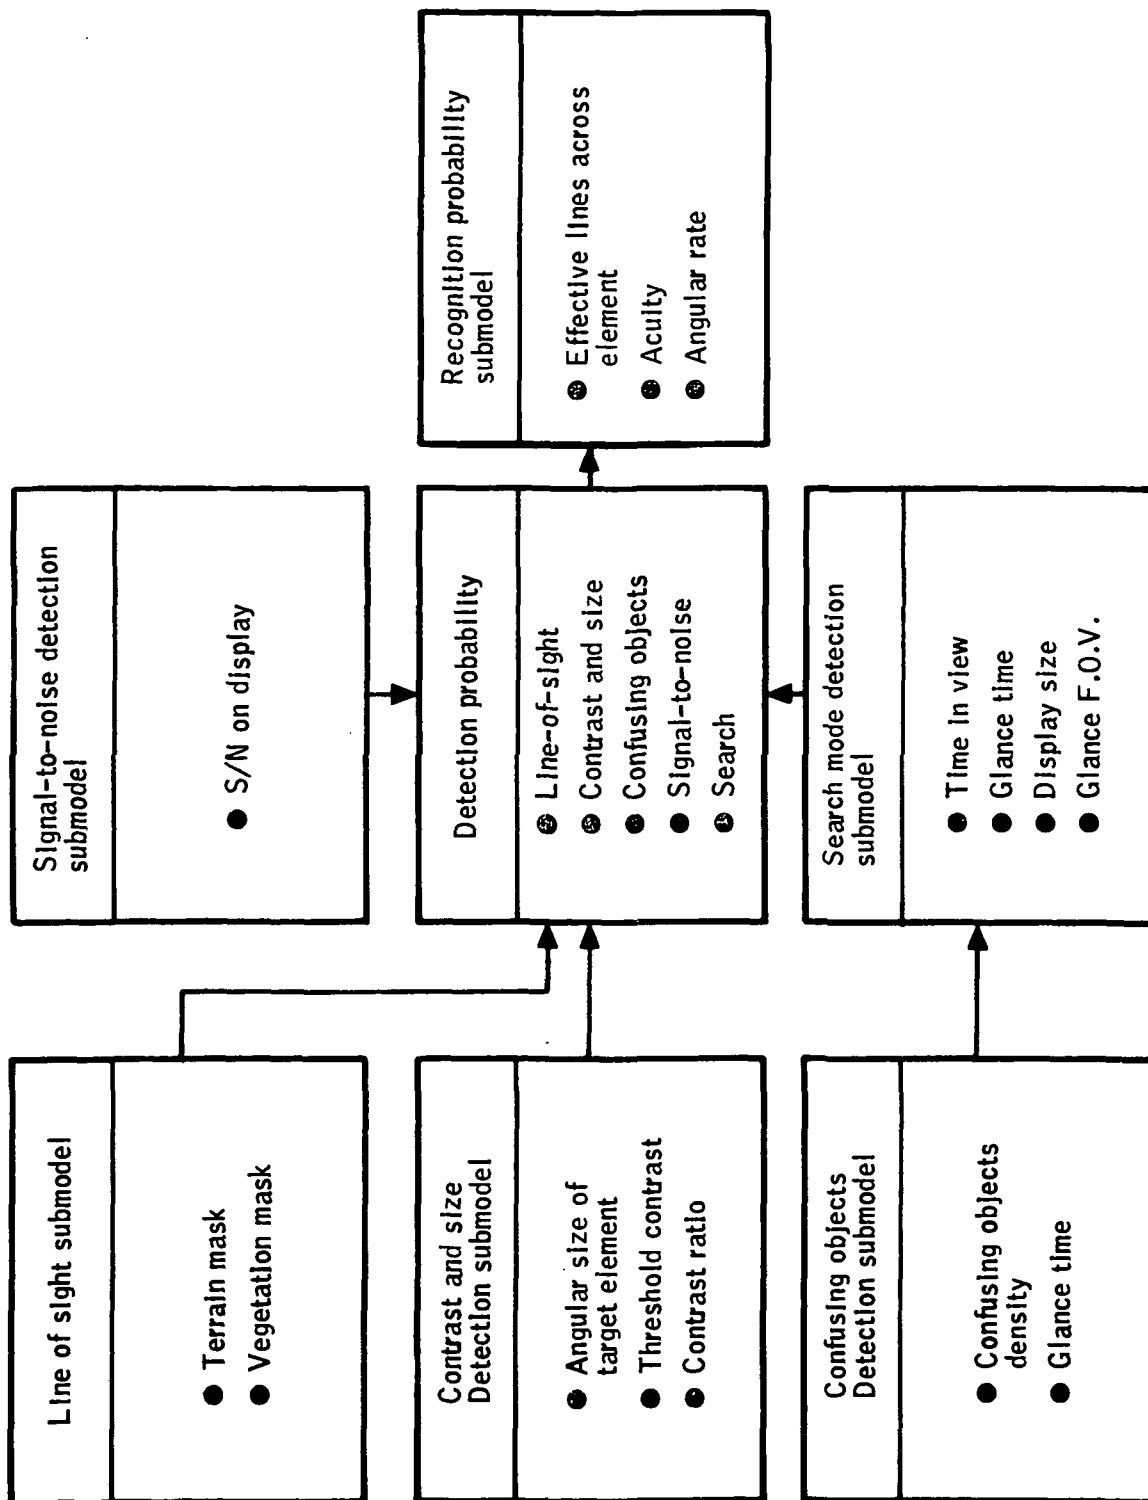 Line of sight submodel
● Terrain mask
● Vegetation mask
Contrast and size
Detection submodel
● Angular size of
target element
● Threshold contrast
● Contrast ratio
Confusing objects
Detection submodel
● Confusing objects
density
● Glance time
Signal-to-noise detection
submodel
● S/N on display
Detection probability
● Line-of-sight
● Contrast and size
● Confusing objects
● Signal-to-noise
● Search
Search mode detection
submodel
● Time in view
● Glance time
● Display size
● Glance F.O.V.
Recognition probability
submodel
● Effective lines across
element
● Acuity
● Angular rate